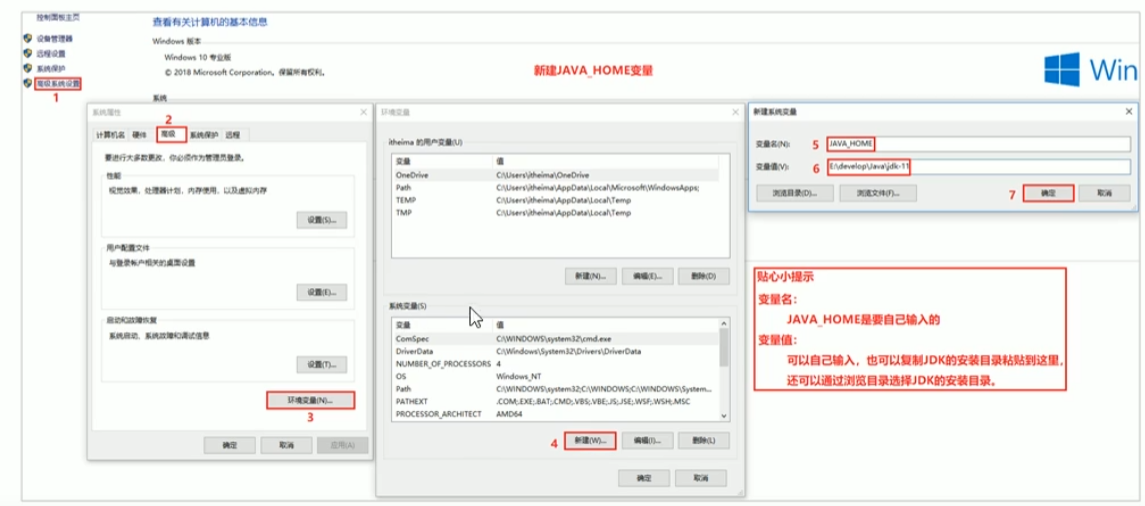 控制面板主页
设备管理器
远程设置
系统保护
高级系统设置
1
查看有关计算机的基本信息
Windows 版本
Windows 10 专业版
© 2018 Microsoft Corporation。保留所有权利。
系统
新建JAVA_HOME变量
Win
系统属性
2
计算机名 硬件 高级 系统保护 远程
要进行大多数更改，你必须作为管理员登录。
性能
视觉效果，处理器计划，内存使用，以及虚拟内存
设置(S)...
用户配置文件
与登录帐户相关的桌面设置
设置(E)...
启动和故障恢复
系统启动、系统故障和调试信息
设置(T)...
环境变量(N)...
3
确定 取消 应用(A)
环境变量
itheima 的用户变量(U)
变量 值
OneDrive C:\Users\itheima\OneDrive
Path C:\Users\itheima\AppData\Local\Microsoft\WindowsApps;
TEMP C:\Users\itheima\AppData\Local\Temp
TMP C:\Users\itheima\AppData\Local\Temp
新建(N)... 编辑(E)... 删除(D)
系统变量(S)
变量 值
ComSpec C:\WINDOWS\system32\cmd.exe
DriverData C:\Windows\System32\Drivers\DriverData
NUMBER_OF_PROCESSORS 4
OS Windows_NT
Path C:\WINDOWS\system32;C:\WINDOWS;C:\WINDOWS\System...
PATHEXT .COM;.EXE;.BAT;.CMD;.VBS;.VBE;.JS;.JSE;.WSF;.WSH;.MSC
PROCESSOR_ARCHITECT AMD64
4 新建(W)... 编辑(I)... 删除(L)
确定 取消
新建系统变量
变量名(N): 5 JAVA_HOME
变量值(V): 6 E:\develop\Java\jdk-11
浏览目录(D)... 浏览文件(F)... 7 确定 取消
贴心小提示
变量名：
JAVA_HOME是要自己输入的
变量值：
可以自己输入，也可以复制JDK的安装目录粘贴到这里，
还可以通过浏览目录选择JDK的安装目录。